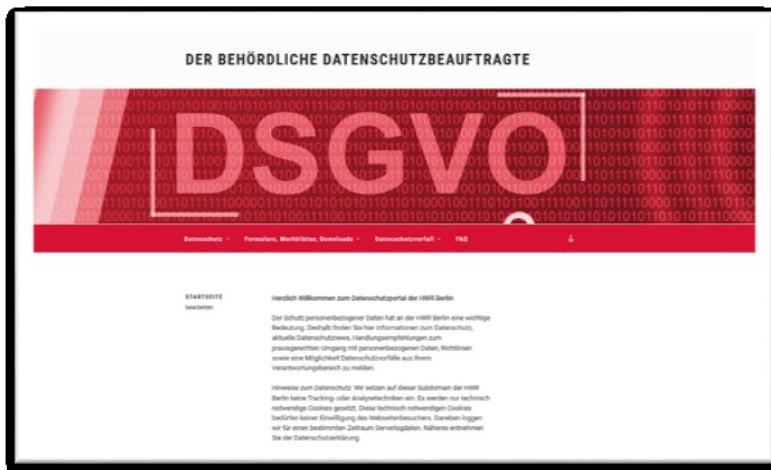 DER BEHÖRDLICHE DATENSCHUTZBEAUFTRAGTE
DSGVO
Datenschutz
Formulare, Merkblätter, Downloads
Datenschutzvorfall
FAQ
STARTSEITE
bearbeiten
Herzlich Willkommen zum Datenschutzportal der HWR Berlin
Der Schutz personenbezogener Daten hat an der HWR Berlin eine wichtige
Bedeutung. Deshalb finden Sie hier Informationen zum Datenschutz,
aktuelle Datenschutznews, Handlungsempfehlungen zum
praxisgerechten Umgang mit personenbezogenen Daten, Richtlinien
sowie eine Möglichkeit Datenschutzvorfälle aus Ihrem
Verantwortungsbereich zu melden.
Hinweise zum Datenschutz: Wir setzen auf dieser Subdomain der HWR
Berlin keine Tracking- oder Analysetechniken ein. Es werden nur technisch
notwendige Cookies gesetzt. Diese technisch notwendigen Cookies
bedürfen keiner Einwilligung des Webseitenbesuchers. Daneben loggen
wir für einen bestimmten Zeitraum Serverlogdaten. Näheres entnehmen
Sie der Datenschutzerklärung.